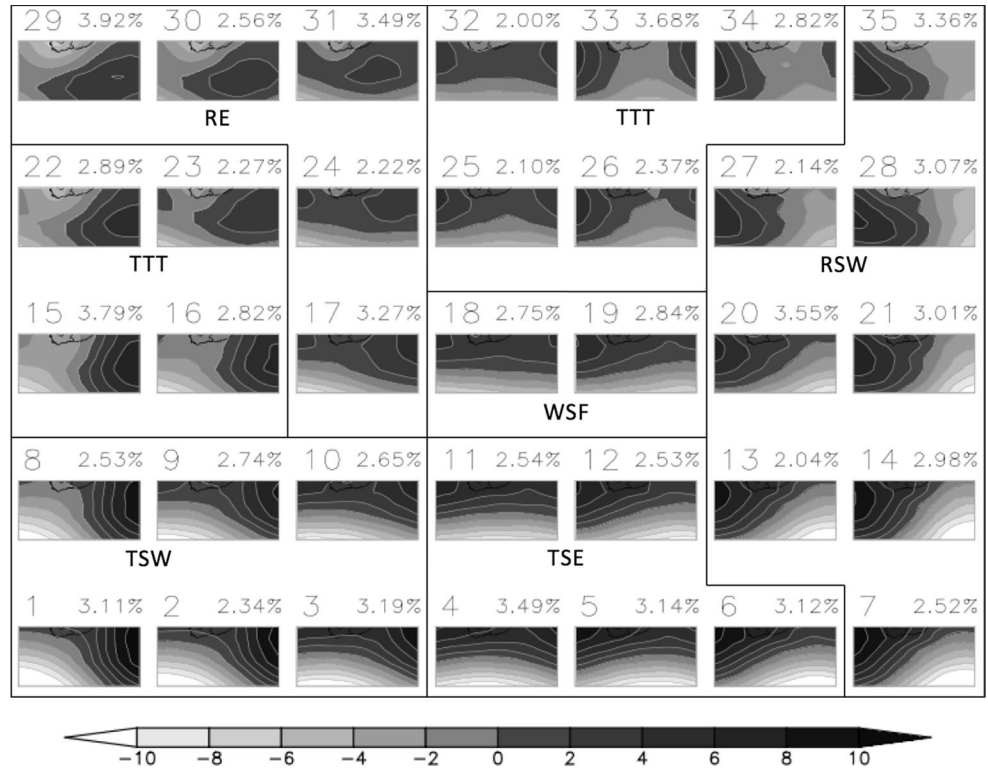 29 3.92% 30 2.56% 31 3.49% 32 2.00% 33 3.68% 34 2.82% 35 3.36%
RE TTT
22 2.89% 23 2.27% 24 2.22% 25 2.10% 26 2.37% 27 2.14% 28 3.07%
TTT RSW
15 3.79% 16 2.82% 17 3.27% 18 2.75% 19 2.84% 20 3.55% 21 3.01%
WSF
8 2.53% 9 2.74% 10 2.65% 11 2.54% 12 2.53% 13 2.04% 14 2.98%
TSW TSE
1 3.11% 2 2.34% 3 3.19% 4 3.49% 5 3.14% 6 3.12% 7 2.52%
−10 −8 −6 −4 −2 0 2 4 6 8 10